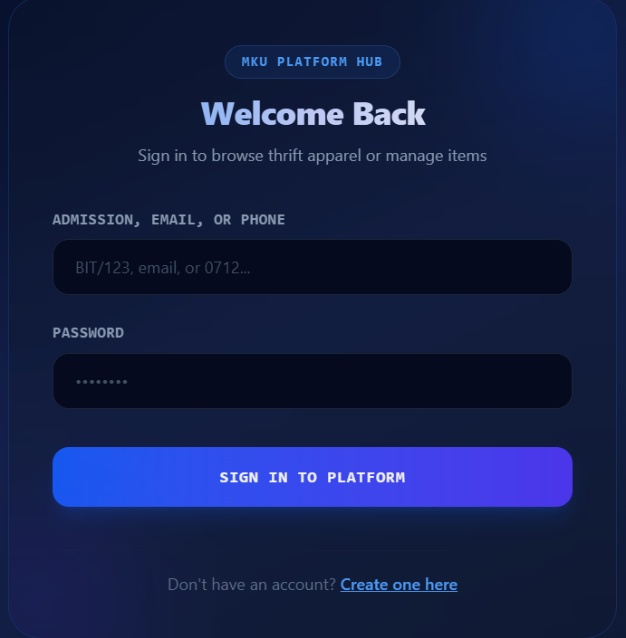 MKU PLATFORM HUB
Welcome Back
Sign in to browse thrift apparel or manage items
ADMISSION, EMAIL, OR PHONE
BIT/123, email, or 0712...
PASSWORD
••••••••
SIGN IN TO PLATFORM
Don't have an account? Create one here